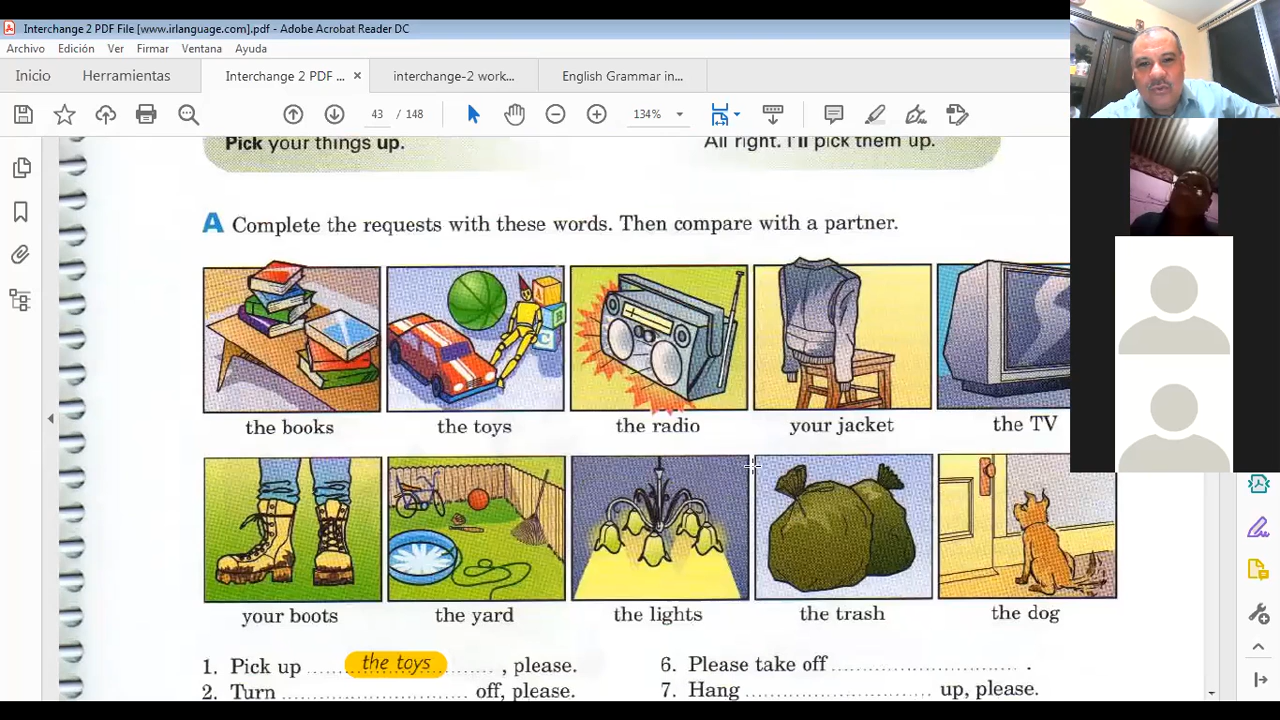 Interchange 2 PDF File [www.irlanguage.com].pdf - Adobe Acrobat Reader DC
Archivo Edición Ver Firmar Ventana Ayuda
Inicio Herramientas Interchange 2 PDF ... × interchange-2 work... English Grammar in...
43 / 148 134%
Pick your things up. All right. I'll pick them up.
A Complete the requests with these words. Then compare with a partner.
the books the toys the radio your jacket the TV
your boots the yard the lights the trash the dog
1. Pick up the toys , please. 6. Please take off .
2. Turn off, please. 7. Hang up, please.